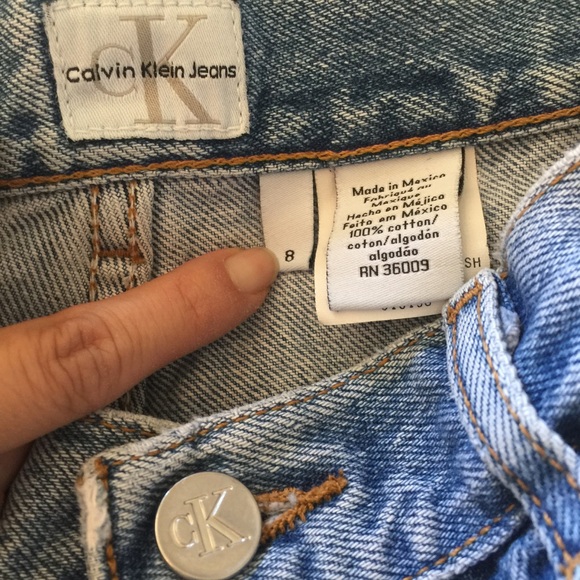 CK
Calvin Klein Jeans
8
Made in Mexico
Fabriqué au
Mexique
Hecho en Méjico
Feito em México
100% cotton/
coton/algodón
algodão
RN 36009
SH
CK